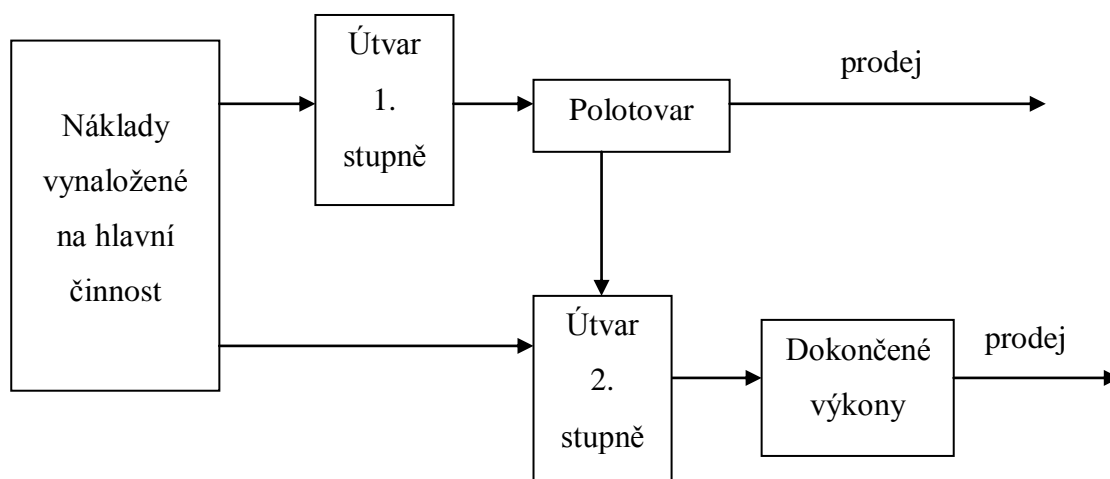 Náklady
vynaložené
na hlavní
činnost
Útvar
1.
stupně
Polotovar
prodej
Útvar
2.
stupně
Dokončené
výkony
prodej